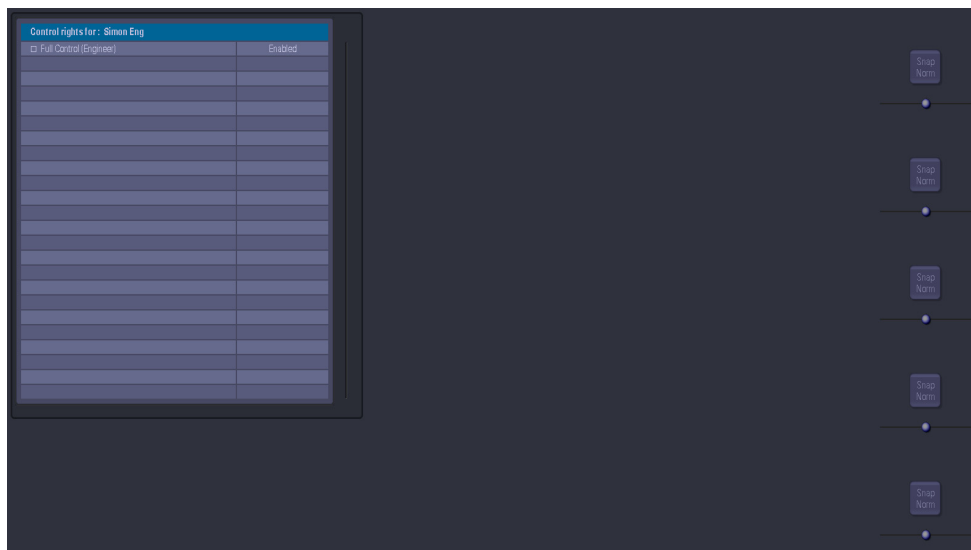 Control rights for : Simon Eng
Full Control (Engineer) Enabled
Snap
Norm
Snap
Norm
Snap
Norm
Snap
Norm
Snap
Norm